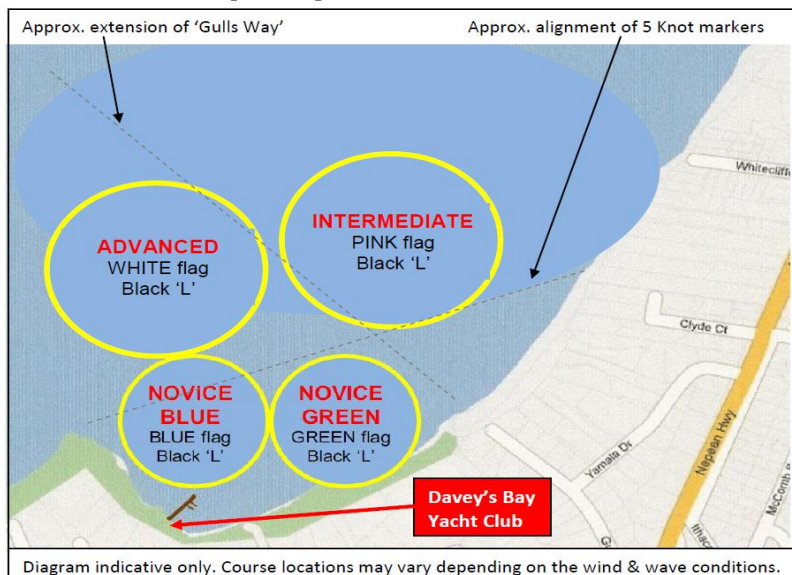 Approx. extension of ‘Gulls Way’
Approx. alignment of 5 Knot markers
Whitecliffe
ADVANCED
WHITE flag
Black ‘L’
INTERMEDIATE
PINK flag
Black ‘L’
Clyde Ct
NOVICE
BLUE
BLUE flag
Black ‘L’
NOVICE
GREEN
GREEN flag
Black ‘L’
Yamala Dr
Nepean Hwy
McComb
Davey’s Bay
Yacht Club
Diagram indicative only. Course locations may vary depending on the wind & wave conditions.